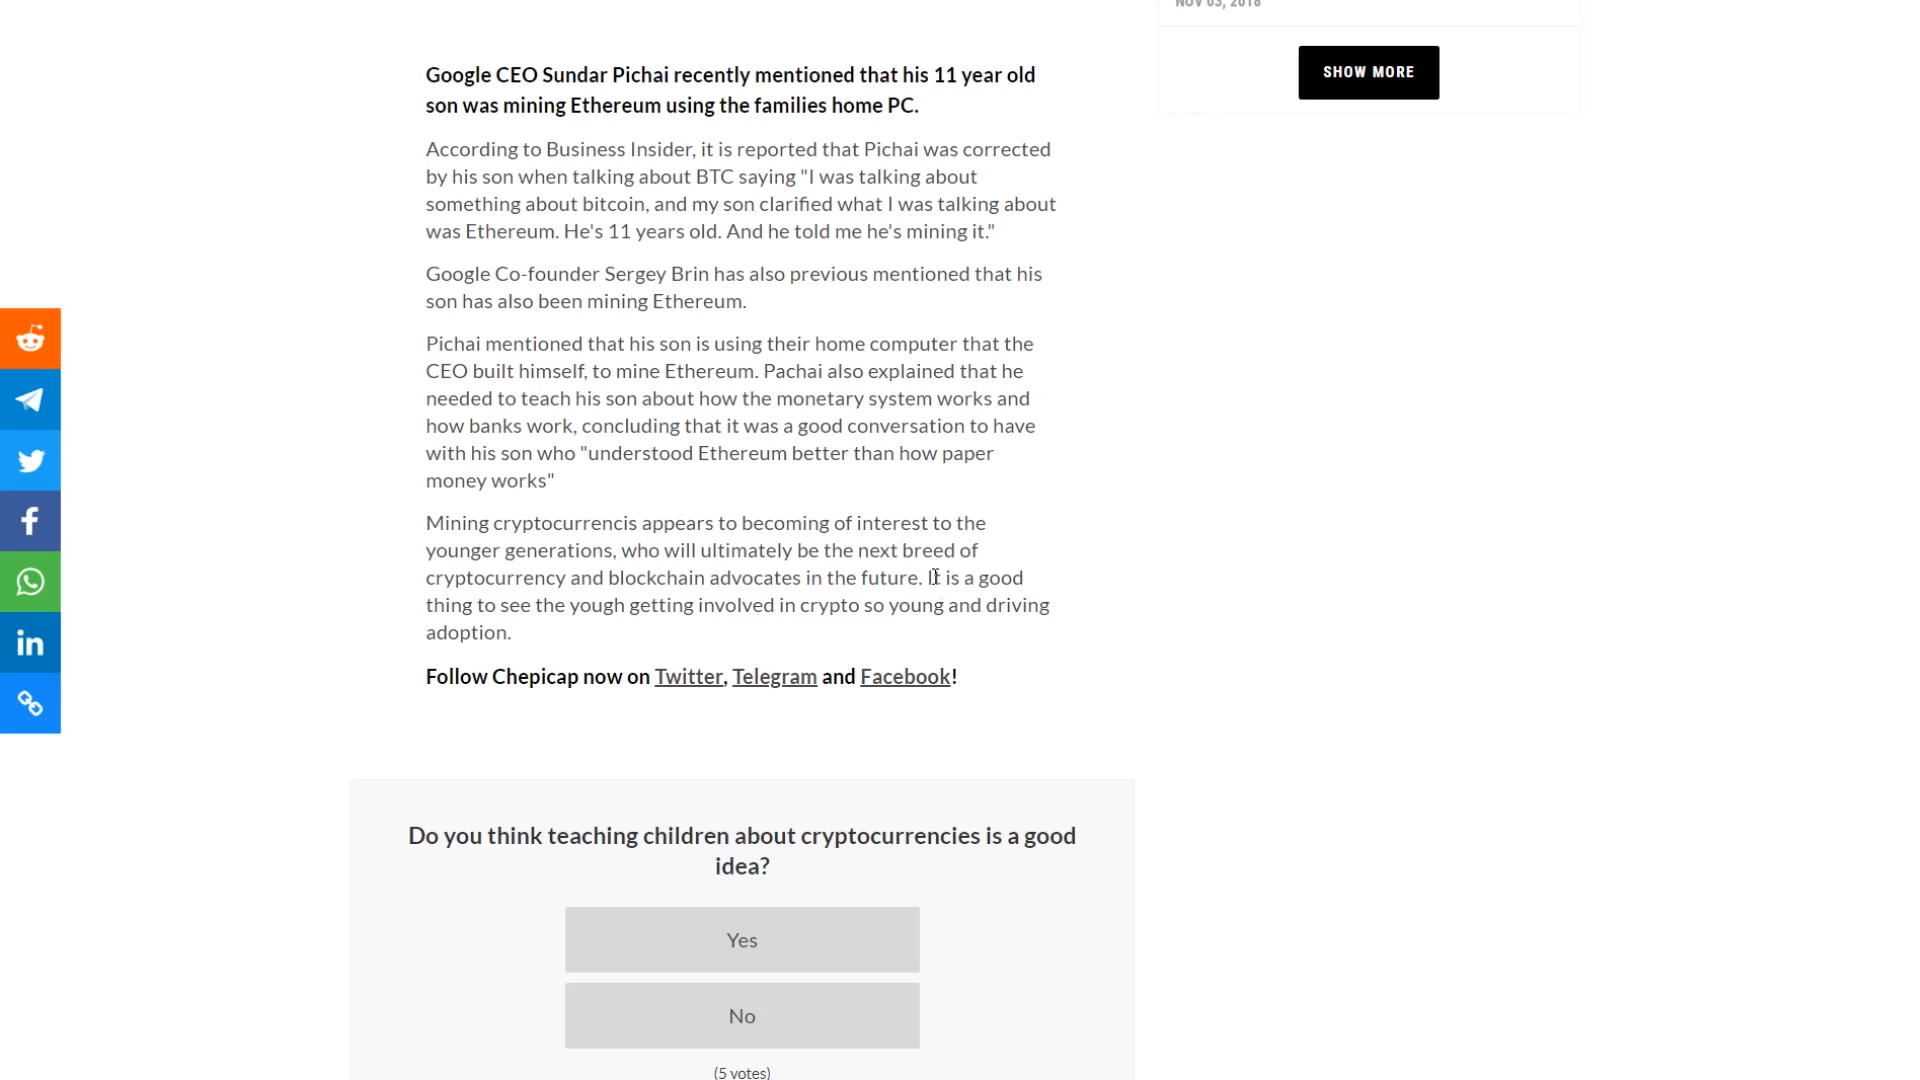 NOV 03, 2018
SHOW MORE
Google CEO Sundar Pichai recently mentioned that his 11 year old
son was mining Ethereum using the families home PC.
According to Business Insider, it is reported that Pichai was corrected
by his son when talking about BTC saying "I was talking about
something about bitcoin, and my son clarified what I was talking about
was Ethereum. He's 11 years old. And he told me he's mining it."
Google Co-founder Sergey Brin has also previous mentioned that his
son has also been mining Ethereum.
Pichai mentioned that his son is using their home computer that the
CEO built himself, to mine Ethereum. Pachai also explained that he
needed to teach his son about how the monetary system works and
how banks work, concluding that it was a good conversation to have
with his son who "understood Ethereum better than how paper
money works"
Mining cryptocurrencis appears to becoming of interest to the
younger generations, who will ultimately be the next breed of
cryptocurrency and blockchain advocates in the future. It is a good
thing to see the yough getting involved in crypto so young and driving
adoption.
Follow Chepicap now on Twitter, Telegram and Facebook!
Do you think teaching children about cryptocurrencies is a good
idea?
Yes
No
(5 votes)